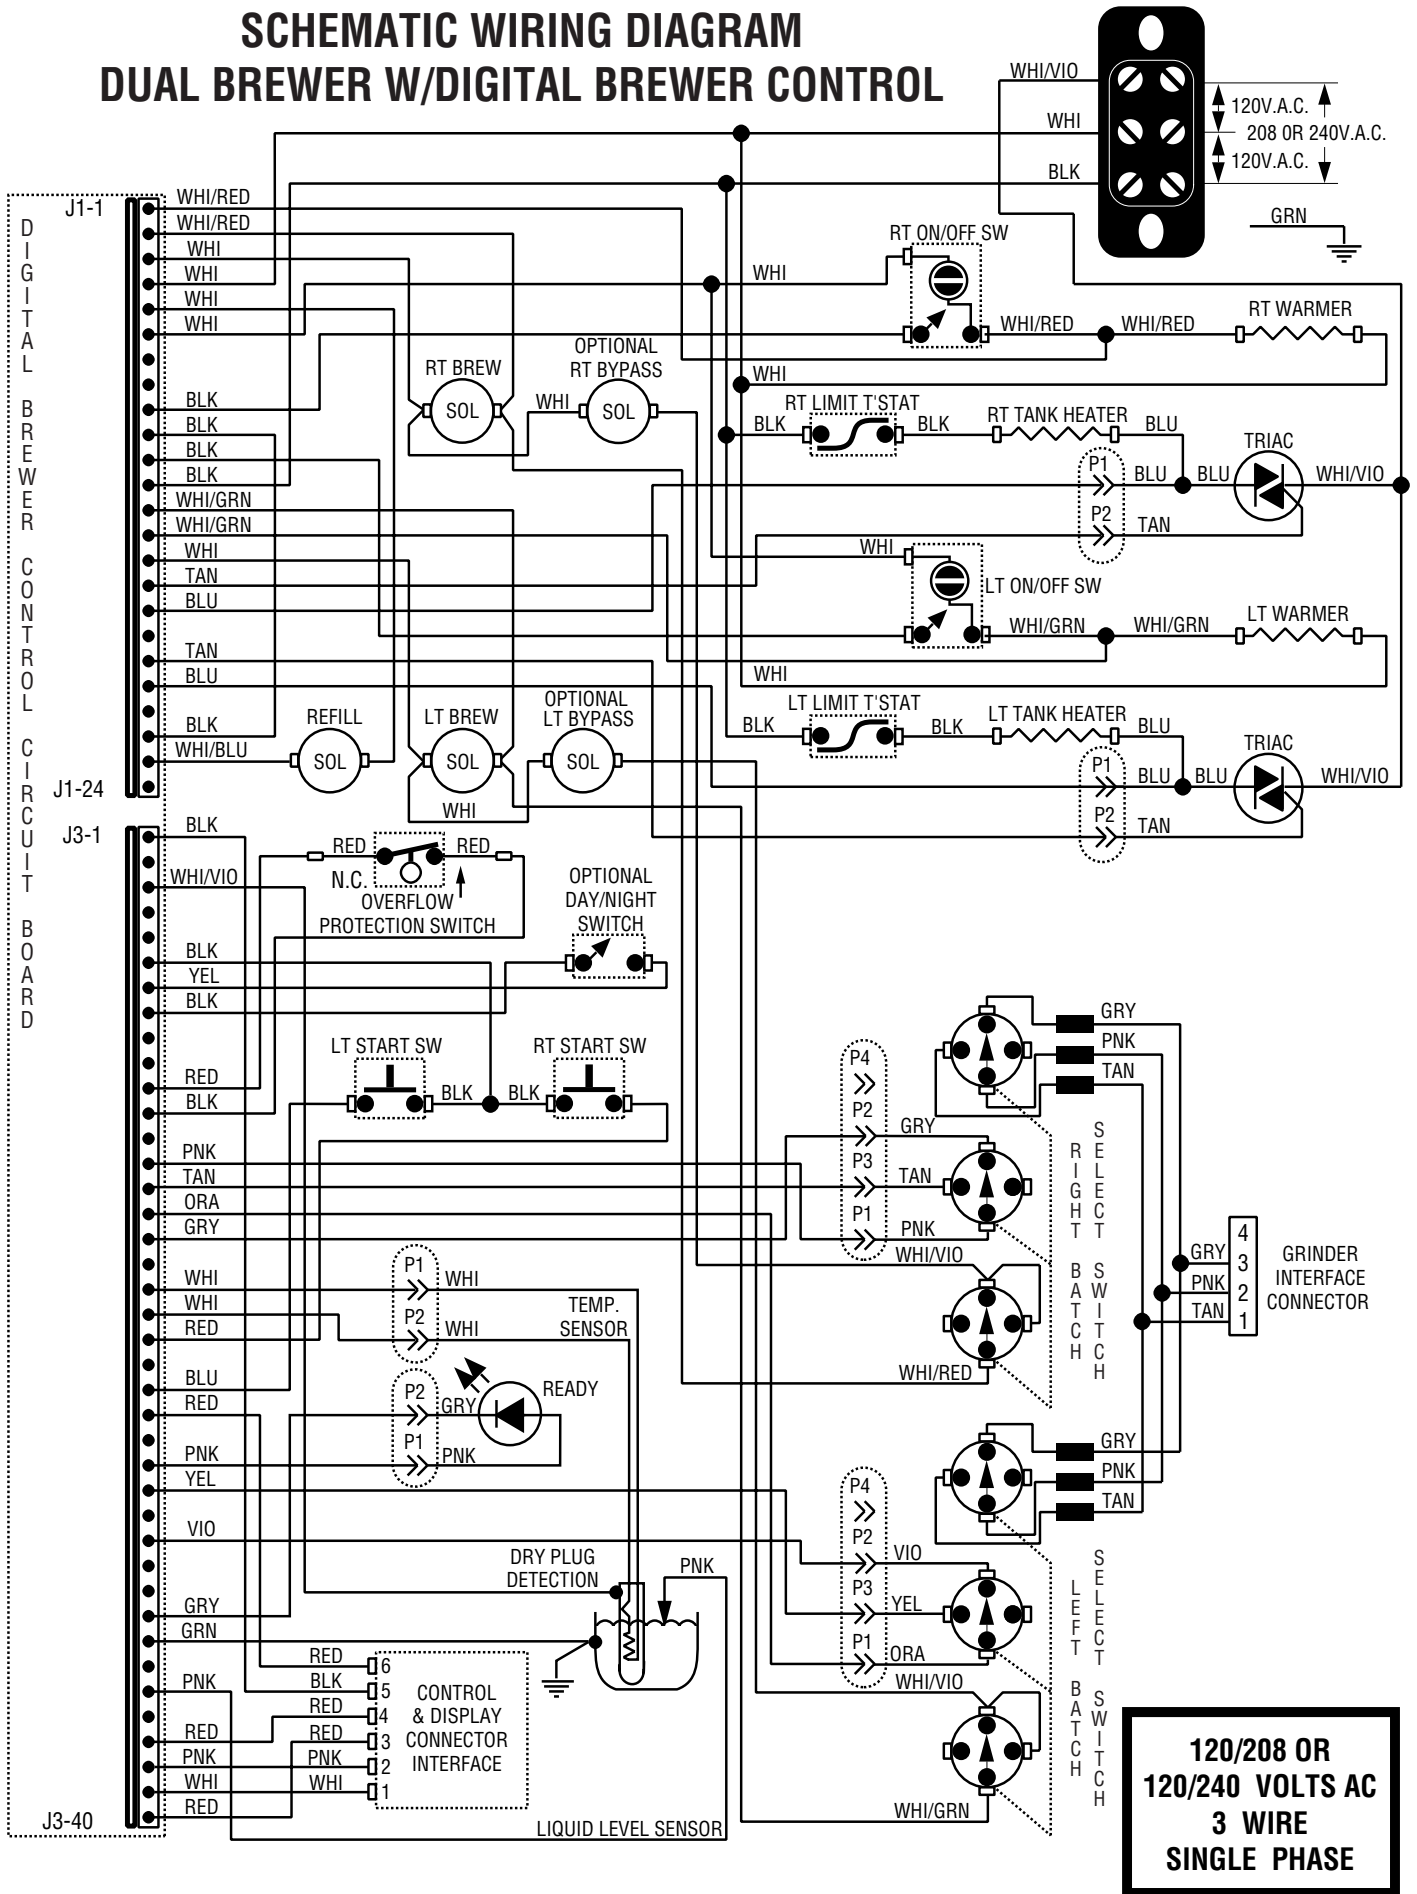 SCHEMATIC WIRING DIAGRAM
DUAL BREWER W/DIGITAL BREWER CONTROL
WHI/VIO
WHI
BLK
120V.A.C.
208 OR 240V.A.C.
120V.A.C.
GRN
DIGITAL BREWER CONTROL CIRCUIT BOARD
J1-1
WHI/RED
WHI/RED
WHI
WHI
WHI
WHI
BLK
BLK
BLK
BLK
WHI/GRN
WHI/GRN
WHI
TAN
BLU
TAN
BLU
BLK
WHI/BLU
J1-24
RT ON/OFF SW
WHI
WHI/RED
WHI/RED
RT WARMER
WHI
RT BREW
SOL
WHI
OPTIONAL
RT BYPASS
SOL
BLK
RT LIMIT T'STAT
BLK
RT TANK HEATER
BLU
TRIAC
P1
BLU
BLU
WHI/VIO
P2
TAN
WHI
LT ON/OFF SW
WHI/GRN
WHI/GRN
LT WARMER
WHI
REFILL
SOL
LT BREW
SOL
WHI
OPTIONAL
LT BYPASS
SOL
BLK
LT LIMIT T'STAT
BLK
LT TANK HEATER
BLU
TRIAC
P1
BLU
BLU
WHI/VIO
P2
TAN
J3-1
BLK
WHI/VIO
BLK
YEL
BLK
RED
BLK
PNK
TAN
ORA
GRY
WHI
WHI
RED
BLU
RED
PNK
YEL
VIO
GRY
GRN
PNK
RED
PNK
WHI
RED
J3-40
RED
RED
N.C.
OVERFLOW
PROTECTION SWITCH
OPTIONAL
DAY/NIGHT
SWITCH
LT START SW
BLK
BLK
RT START SW
P4
P2
GRY
P3
TAN
P1
PNK
WHI/VIO
WHI/RED
GRY
PNK
TAN
RIGHT BATCH
SELECT SWITCH
GRY
PNK
TAN
4
3
2
1
GRINDER
INTERFACE
CONNECTOR
P1
WHI
P2
WHI
TEMP.
SENSOR
P2
GRY
READY
P1
PNK
GRY
PNK
TAN
P4
P2
VIO
P3
YEL
P1
ORA
WHI/VIO
WHI/GRN
LEFT BATCH
SELECT SWITCH
DRY PLUG
DETECTION
PNK
RED
6
BLK
5
RED
4
RED
3
PNK
2
WHI
1
CONTROL
& DISPLAY
CONNECTOR
INTERFACE
LIQUID LEVEL SENSOR
120/208 OR
120/240 VOLTS AC
3 WIRE
SINGLE PHASE